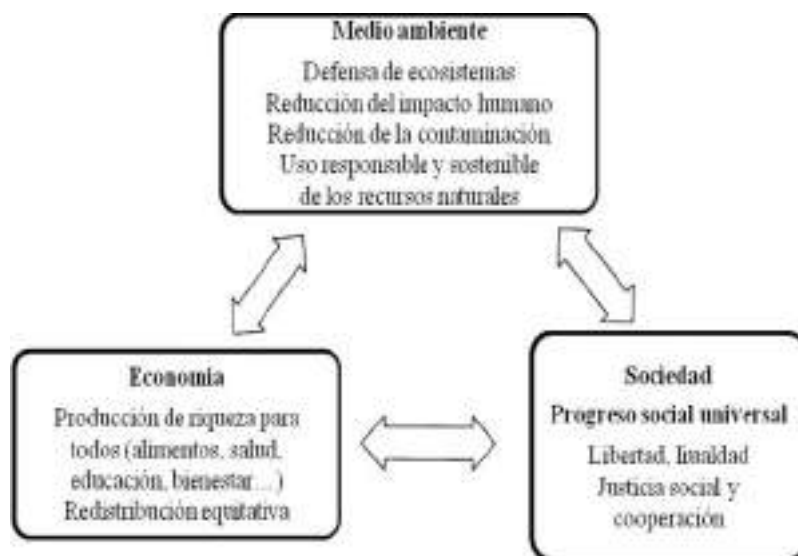 Medio ambiente
Defensa de ecosistemas
Reducción del impacto humano
Reducción de la contaminación
Uso responsable y sostenible
de los recursos naturales
Economia
Producción de riqueza para
todos (alimentos, salud,
educación, bienestar...)
Redistribución equitativa
Sociedad
Progreso social universal
Libertad, Iualdad
Justicia social y
cooperación